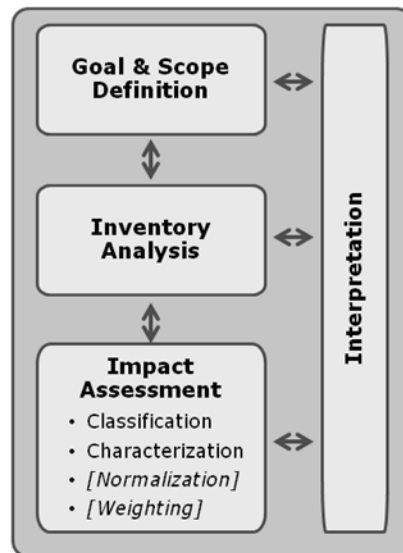 Goal & Scope
Definition
Inventory
Analysis
Impact
Assessment
• Classification
• Characterization
• [Normalization]
• [Weighting]
Interpretation